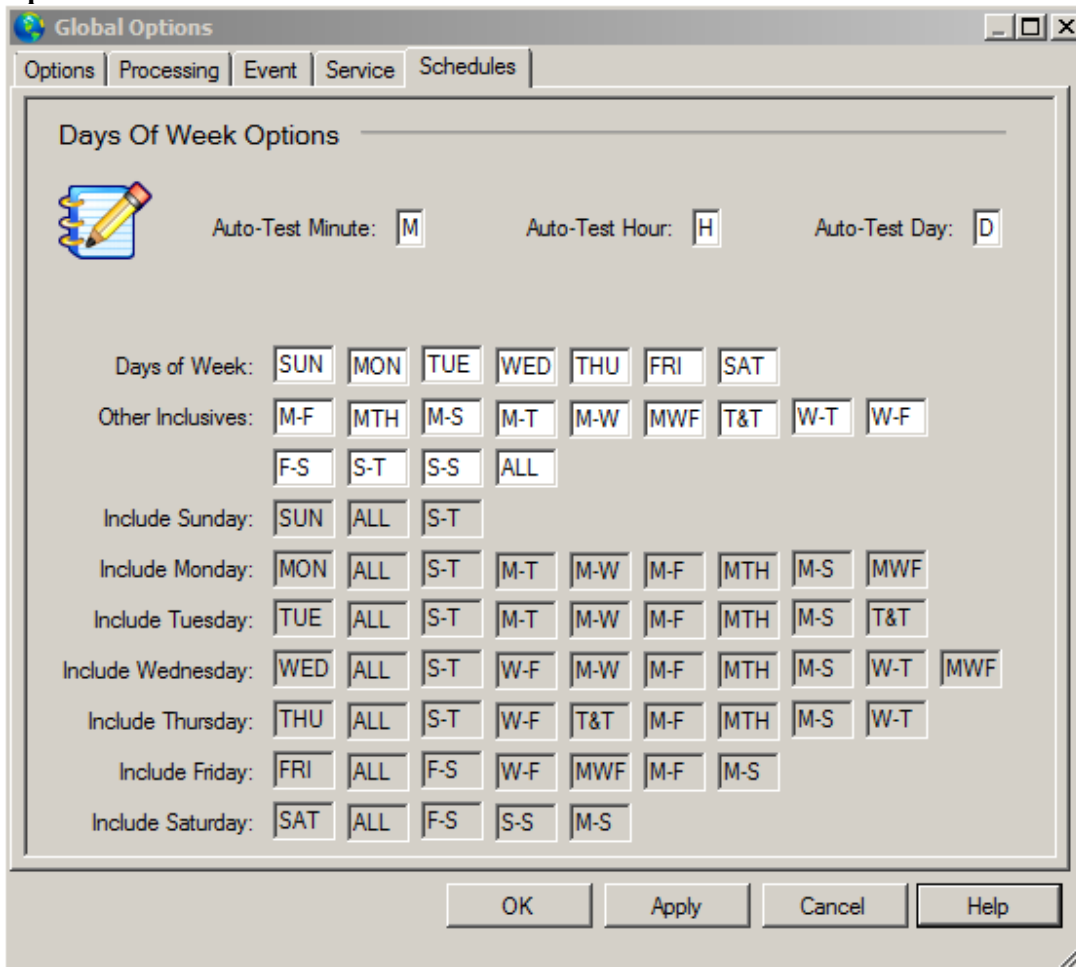 Global Options
Options Processing Event Service Schedules
Days Of Week Options
Auto-Test Minute: M Auto-Test Hour: H Auto-Test Day: D
Days of Week: SUN MON TUE WED THU FRI SAT
Other Inclusives: M-F MTH M-S M-T M-W MWF T&T W-T W-F
F-S S-T S-S ALL
Include Sunday: SUN ALL S-T
Include Monday: MON ALL S-T M-T M-W M-F MTH M-S MWF
Include Tuesday: TUE ALL S-T M-T M-W M-F MTH M-S T&T
Include Wednesday: WED ALL S-T W-F M-W M-F MTH M-S W-T MWF
Include Thursday: THU ALL S-T W-F T&T M-F MTH M-S W-T
Include Friday: FRI ALL F-S W-F MWF M-F M-S
Include Saturday: SAT ALL F-S S-S M-S
OK Apply Cancel Help